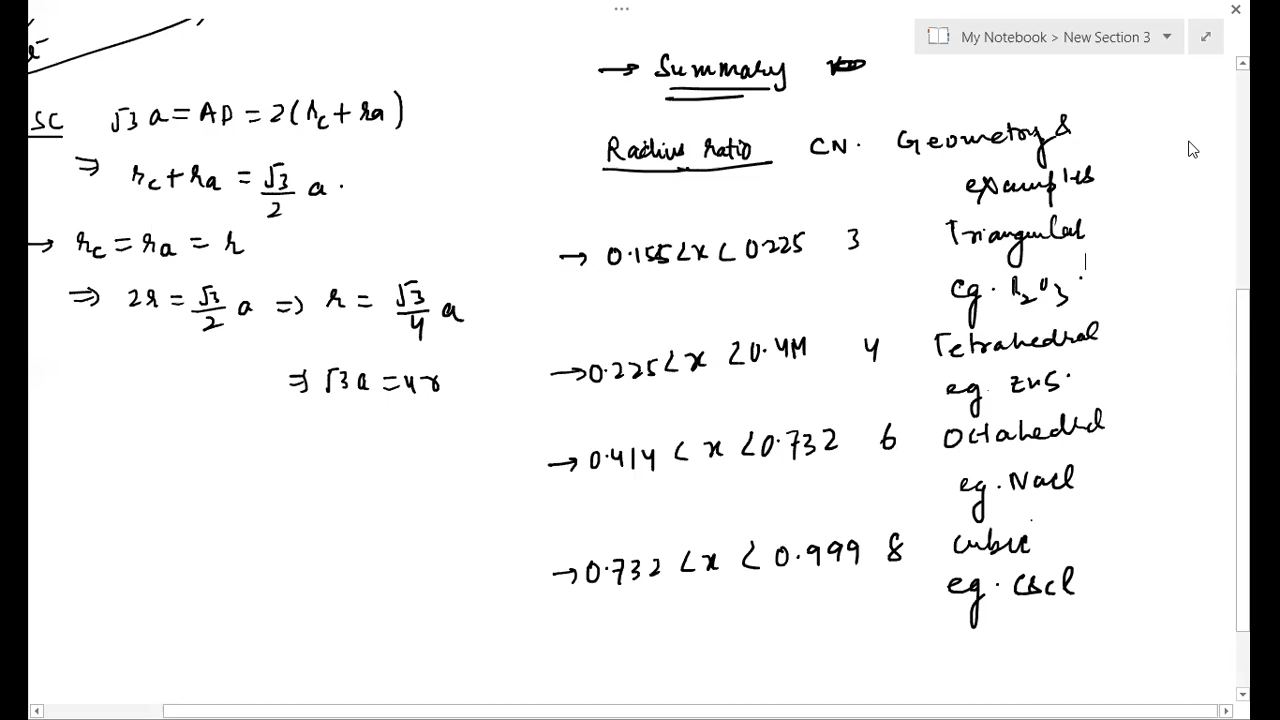 My Notebook > New Section 3
SC √3 a = AD = 2(rc + ra)
⇒ rc + ra = √3/2 a.
→ rc = ra = r
⇒ 2r = √3/2 a ⇒ r = √3/4 a
⇒ √3 a = 4r
→ Summary
Radius ratio CN. Geometry &
examples
→ 0.155 < x < 0.225 3 Triangular
eg. B2O3.
→ 0.225 < x < 0.414 4 Tetrahedral
eg. ZnS.
→ 0.414 < x < 0.732 6 Octahedral
eg. NaCl
→ 0.732 < x < 0.999 8 cubic
eg. CsCl